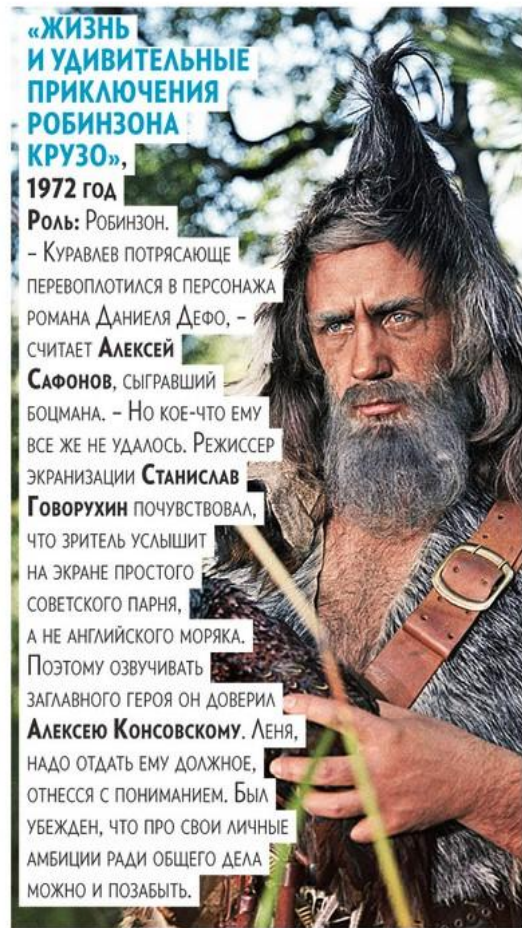 «ЖИЗНЬ
И УДИВИТЕЛЬНЫЕ
ПРИКЛЮЧЕНИЯ
РОБИНЗОНА
КРУЗО»,
1972 ГОД
РОЛЬ: РОБИНЗОН.
– КУРАВЛЕВ ПОТРЯСАЮЩЕ
ПЕРЕВОПЛОТИЛСЯ В ПЕРСОНАЖА
РОМАНА ДАНИЕЛЯ ДЕФО, –
СЧИТАЕТ АЛЕКСЕЙ
САФОНОВ, СЫГРАВШИЙ
БОЦМАНА. – НО КОЕ-ЧТО ЕМУ
ВСЕ ЖЕ НЕ УДАЛОСЬ. РЕЖИССЕР
ЭКРАНИЗАЦИИ СТАНИСЛАВ
ГОВОРУХИН ПОЧУВСТВОВАЛ,
ЧТО ЗРИТЕЛЬ УСЛЫШИТ
НА ЭКРАНЕ ПРОСТОГО
СОВЕТСКОГО ПАРНЯ,
А НЕ АНГЛИЙСКОГО МОРЯКА.
ПОЭТОМУ ОЗВУЧИВАТЬ
ЗАГЛАВНОГО ГЕРОЯ ОН ДОВЕРИЛ
АЛЕКСЕЮ КОНСОВСКОМУ. ЛЕНЯ,
НАДО ОТДАТЬ ЕМУ ДОЛЖНОЕ,
ОТНЕССЯ С ПОНИМАНИЕМ. БЫЛ
УБЕЖДЕН, ЧТО ПРО СВОИ ЛИЧНЫЕ
АМБИЦИИ РАДИ ОБЩЕГО ДЕЛА
МОЖНО И ПОЗАБЫТЬ.